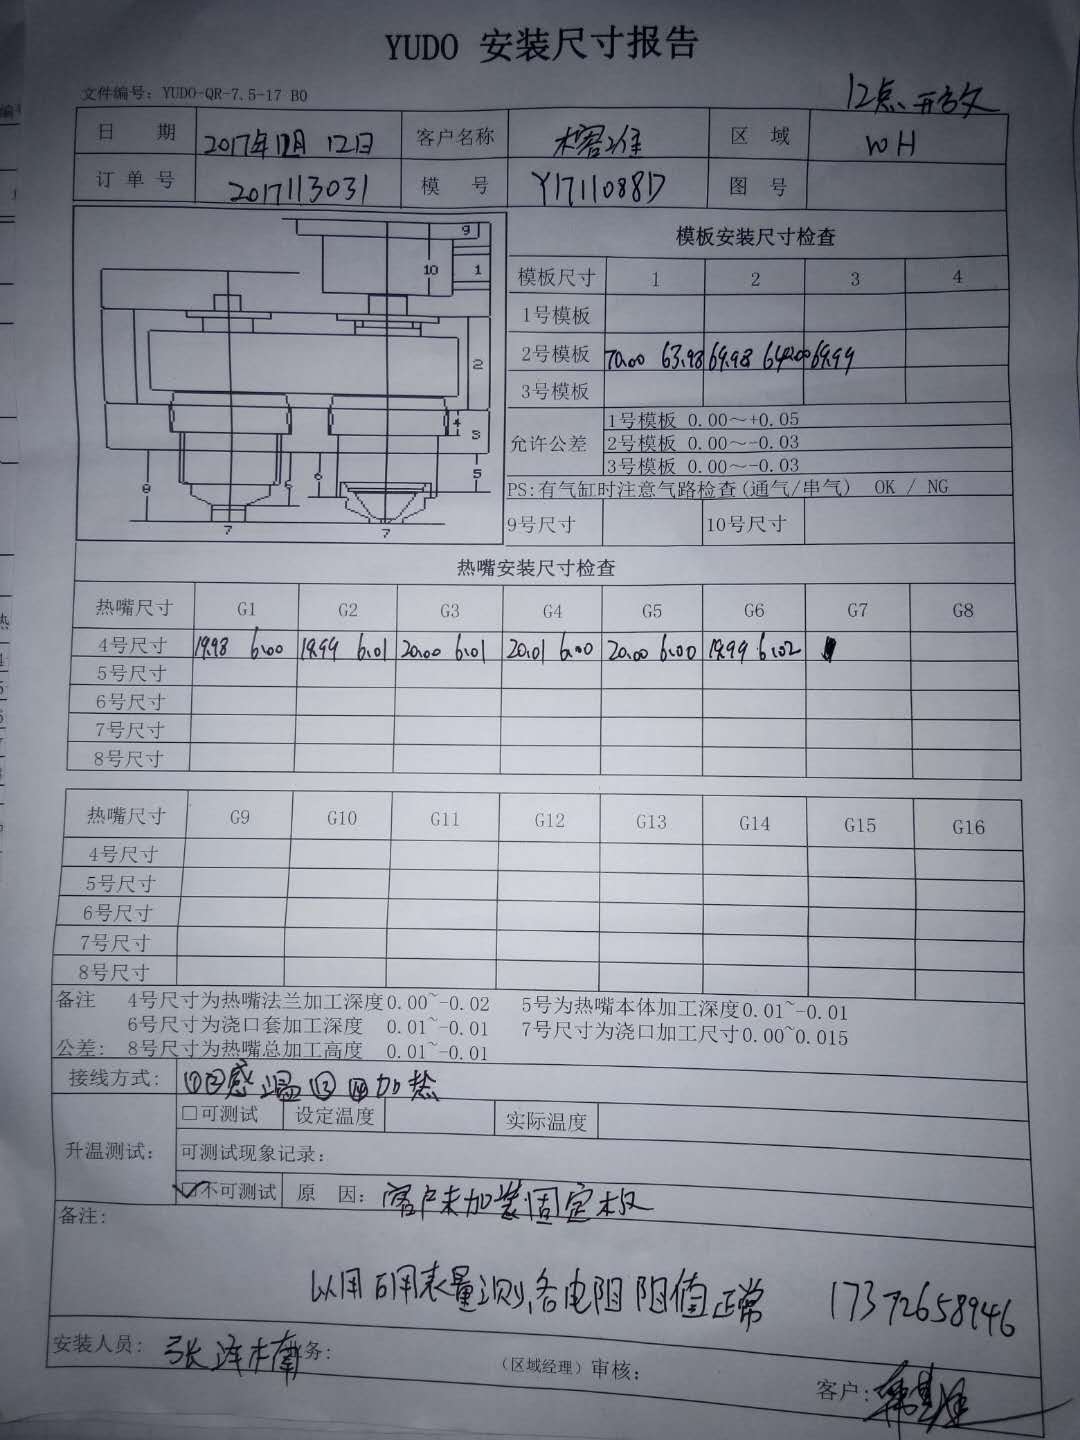 YUDO 安装尺寸报告
文件编号: YUDO-QR-7.5-17 B0
12点开方文
日 期 2017年12月12日 客户名称 区 域 WH
订 单 号 2017113031 模 号 Y1711088D 图 号
9
10 1
2
4 3
5
8 6 6
7 7
模板安装尺寸检查
模板尺寸 1 2 3 4
1号模板
2号模板 70.00 63.98 69.98 64.00 69.99
3号模板
允许公差
1号模板 0.00～+0.05
2号模板 0.00～-0.03
3号模板 0.00～-0.03
PS:有气缸时注意气路检查(通气/串气) OK / NG
9号尺寸 10号尺寸
热嘴安装尺寸检查
热嘴尺寸 G1 G2 G3 G4 G5 G6 G7 G8
4号尺寸 19.98 6.00 19.99 6.01 20.00 6.01 20.01 6.00 20.00 6.00 19.99 6.02
5号尺寸
6号尺寸
7号尺寸
8号尺寸
热嘴尺寸 G9 G10 G11 G12 G13 G14 G15 G16
4号尺寸
5号尺寸
6号尺寸
7号尺寸
8号尺寸
备注 4号尺寸为热嘴法兰加工深度0.00~-0.02 5号为热嘴本体加工深度0.01~-0.01
6号尺寸为浇口套加工深度 0.01~-0.01 7号尺寸为浇口加工尺寸0.00~0.015
公差: 8号尺寸为热嘴总加工高度 0.01~-0.01
接线方式: ①②感温③④加热
升温测试:
□可测试 设定温度 实际温度
可测试现象记录:
☑不可测试 原 因: 客户未加装固定板
备注:
以用万用表量测,各电阻阻值正常 17372658946
安装人员: 张泽楠 业务: (区域经理)审核: 客户: